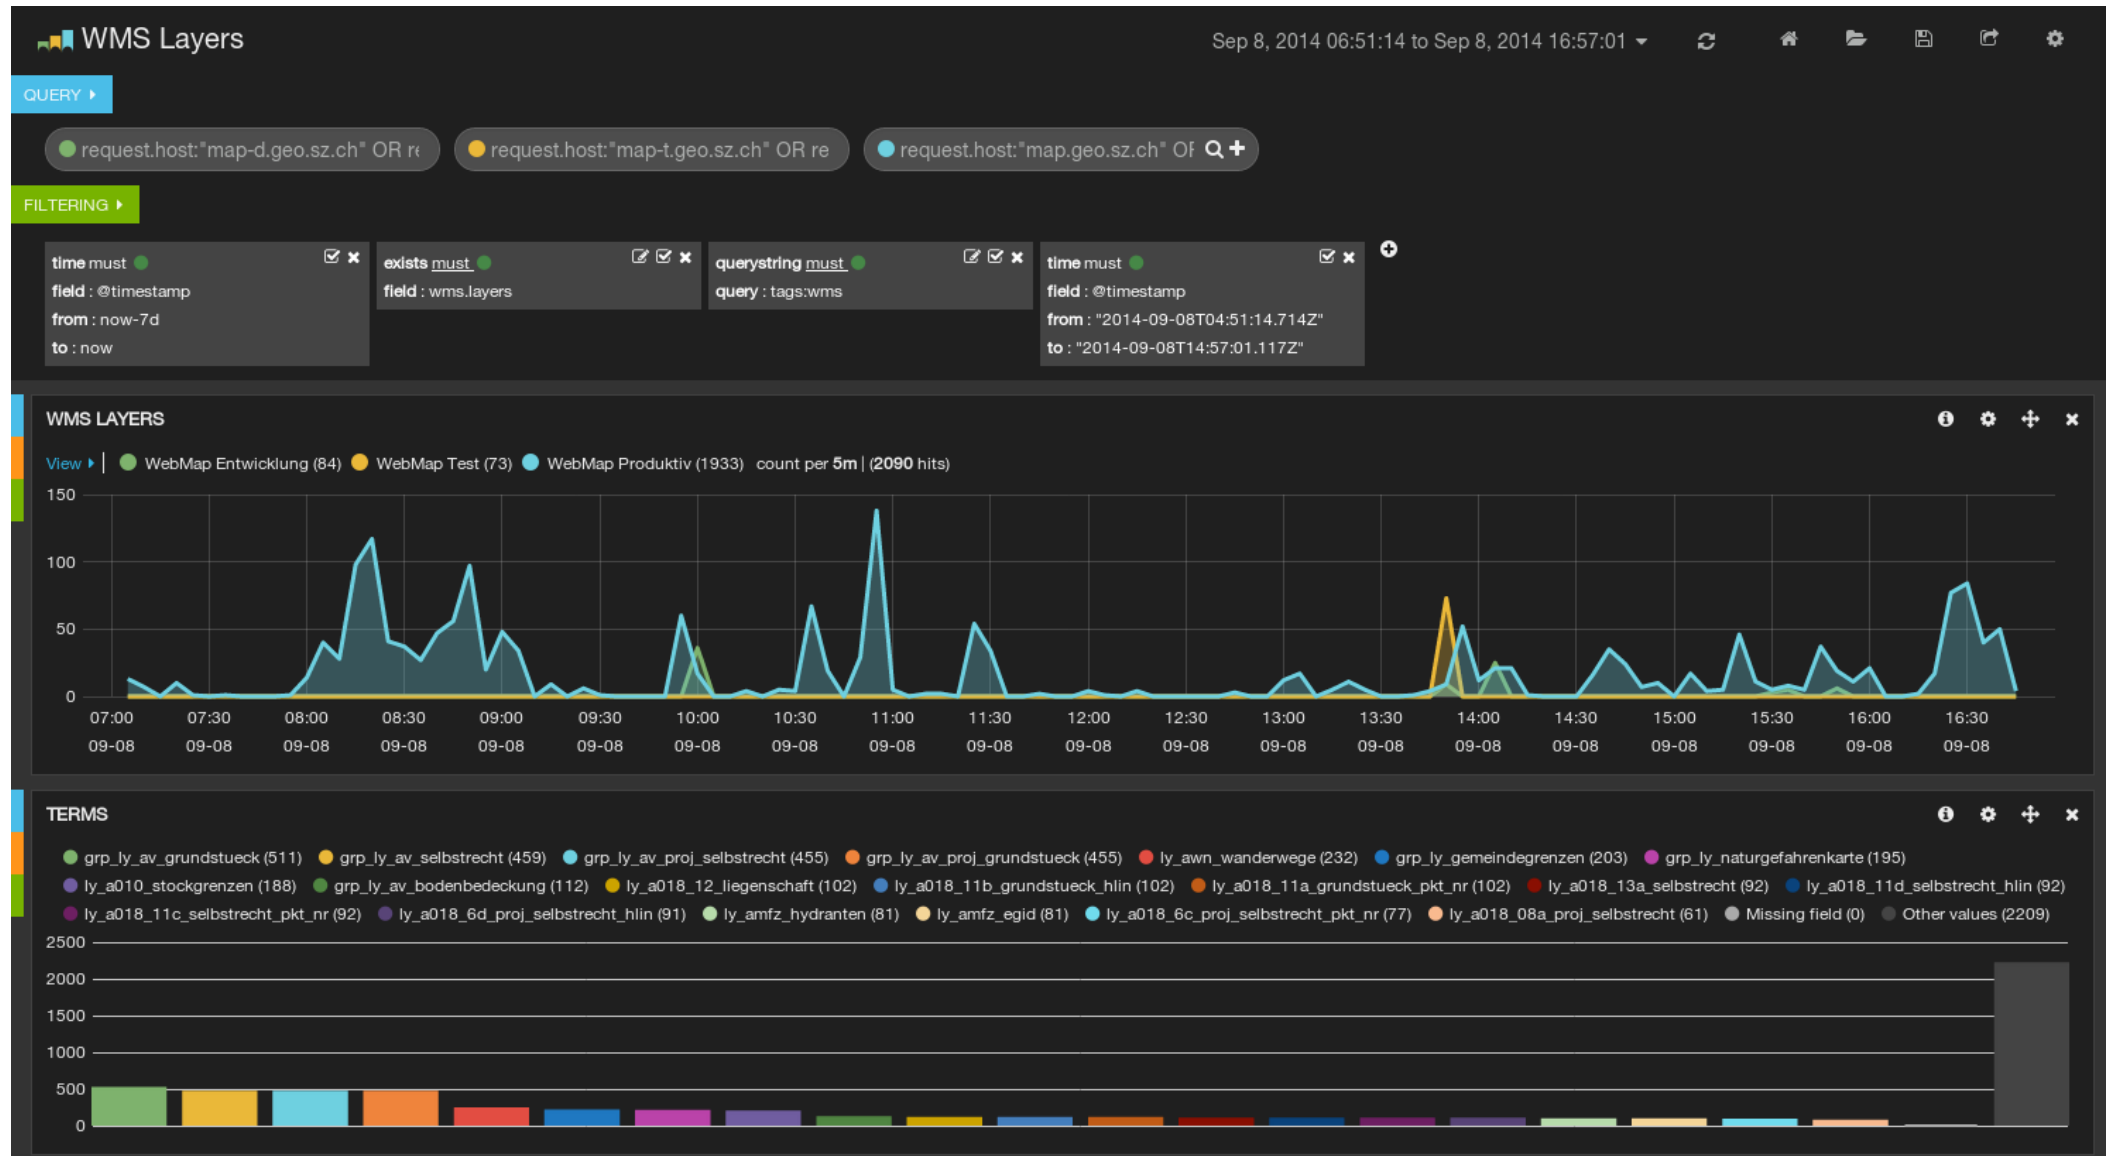 WMS Layers
Sep 8, 2014 06:51:14 to Sep 8, 2014 16:57:01
QUERY
request.host:"map-d.geo.sz.ch" OR re
request.host:"map-t.geo.sz.ch" OR re
request.host:"map.geo.sz.ch" OR
FILTERING
time must
field : @timestamp
from : now-7d
to : now
exists must
field : wms.layers
querystring must
query : tags:wms
time must
field : @timestamp
from : "2014-09-08T04:51:14.714Z"
to : "2014-09-08T14:57:01.117Z"
WMS LAYERS
View | WebMap Entwicklung (84) WebMap Test (73) WebMap Produktiv (1933) count per 5m | (2090 hits)
150
100
50
0
07:00 07:30 08:00 08:30 09:00 09:30 10:00 10:30 11:00 11:30 12:00 12:30 13:00 13:30 14:00 14:30 15:00 15:30 16:00 16:30
09-08 09-08 09-08 09-08 09-08 09-08 09-08 09-08 09-08 09-08 09-08 09-08 09-08 09-08 09-08 09-08 09-08 09-08 09-08 09-08
TERMS
grp_ly_av_grundstueck (511) grp_ly_av_selbstrecht (459) grp_ly_av_proj_selbstrecht (455) grp_ly_av_proj_grundstueck (455) ly_awn_wanderwege (232) grp_ly_gemeindegrenzen (203) grp_ly_naturgefahrenkarte (195)
ly_a010_stockgrenzen (188) grp_ly_av_bodenbedeckung (112) ly_a018_12_liegenschaft (102) ly_a018_11b_grundstueck_hlin (102) ly_a018_11a_grundstueck_pkt_nr (102) ly_a018_13a_selbstrecht (92) ly_a018_11d_selbstrecht_hlin (92)
ly_a018_11c_selbstrecht_pkt_nr (92) ly_a018_6d_proj_selbstrecht_hlin (91) ly_amfz_hydranten (81) ly_amfz_egid (81) ly_a018_6c_proj_selbstrecht_pkt_nr (77) ly_a018_08a_proj_selbstrecht (61) Missing field (0) Other values (2209)
2500
2000
1500
1000
500
0